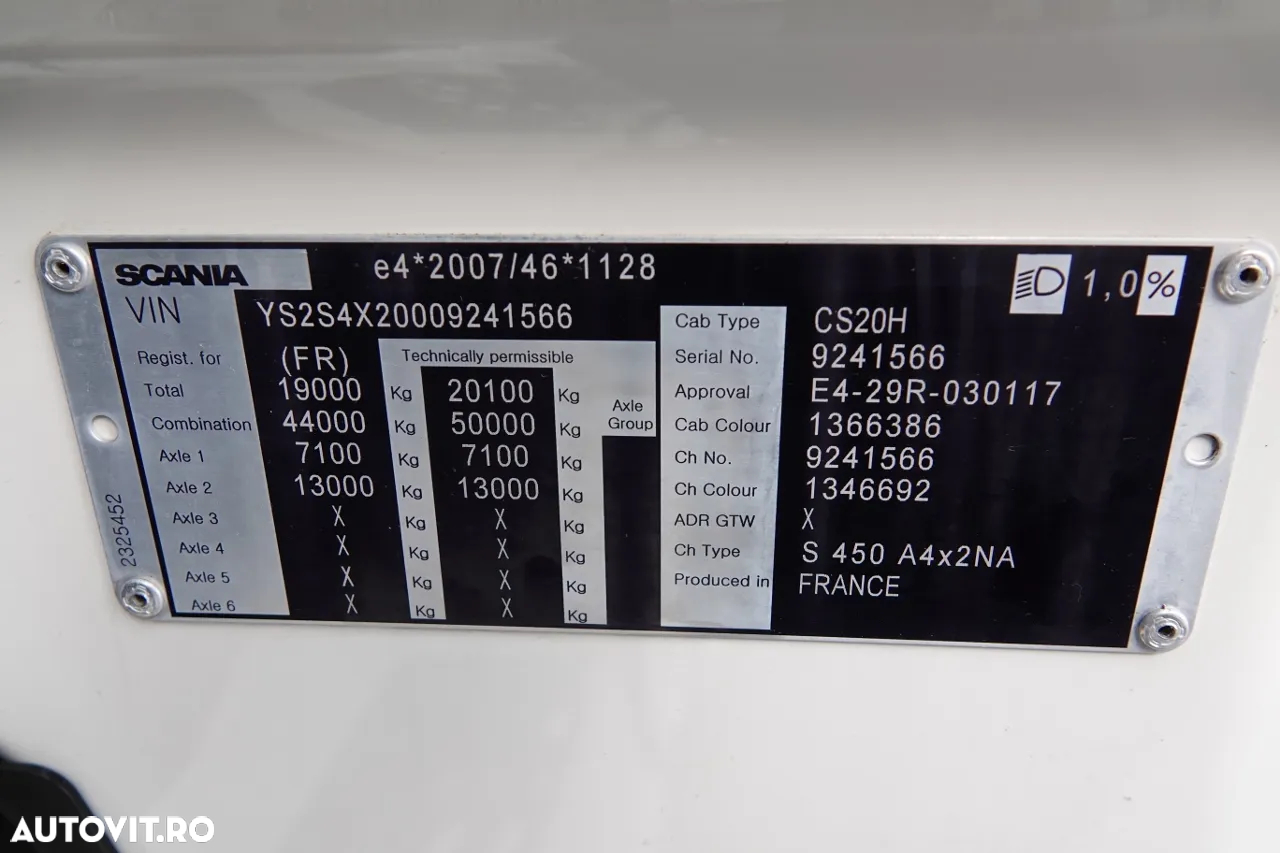 SCANIA e4*2007/46*1128 1,0%
VIN YS2S4X20009241566
Regist. for (FR) Technically permissible
Total 19000 Kg 20100 Kg
Combination 44000 Kg 50000 Kg Axle Group
Axle 1 7100 Kg 7100 Kg
Axle 2 13000 Kg 13000 Kg
Axle 3 X Kg X Kg
Axle 4 X Kg X Kg
Axle 5 X Kg X Kg
Axle 6 X Kg X Kg
Cab Type CS20H
Serial No. 9241566
Approval E4-29R-030117
Cab Colour 1366386
Ch No. 9241566
Ch Colour 1346692
ADR GTW X
Ch Type S 450 A4x2NA
Produced in FRANCE
2325452
AUTOVIT.RO